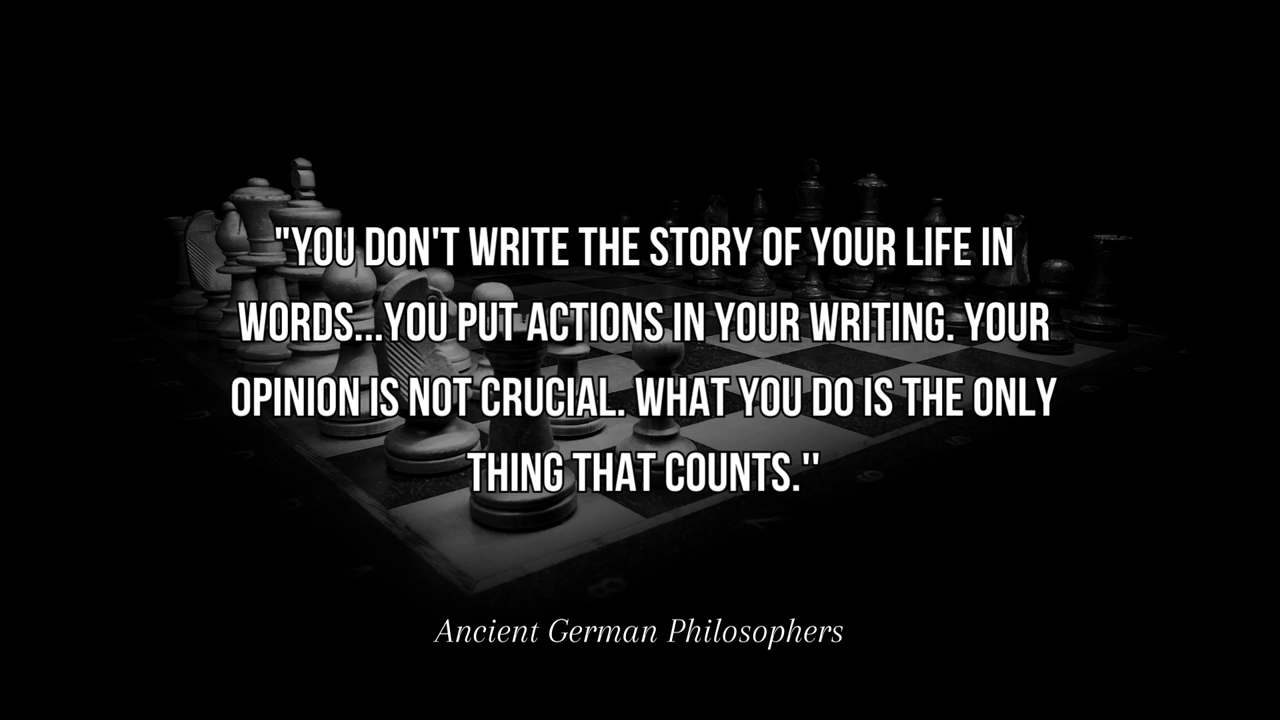 "YOU DON'T WRITE THE STORY OF YOUR LIFE IN
WORDS...YOU PUT ACTIONS IN YOUR WRITING. YOUR
OPINION IS NOT CRUCIAL. WHAT YOU DO IS THE ONLY
THING THAT COUNTS."
Ancient German Philosophers